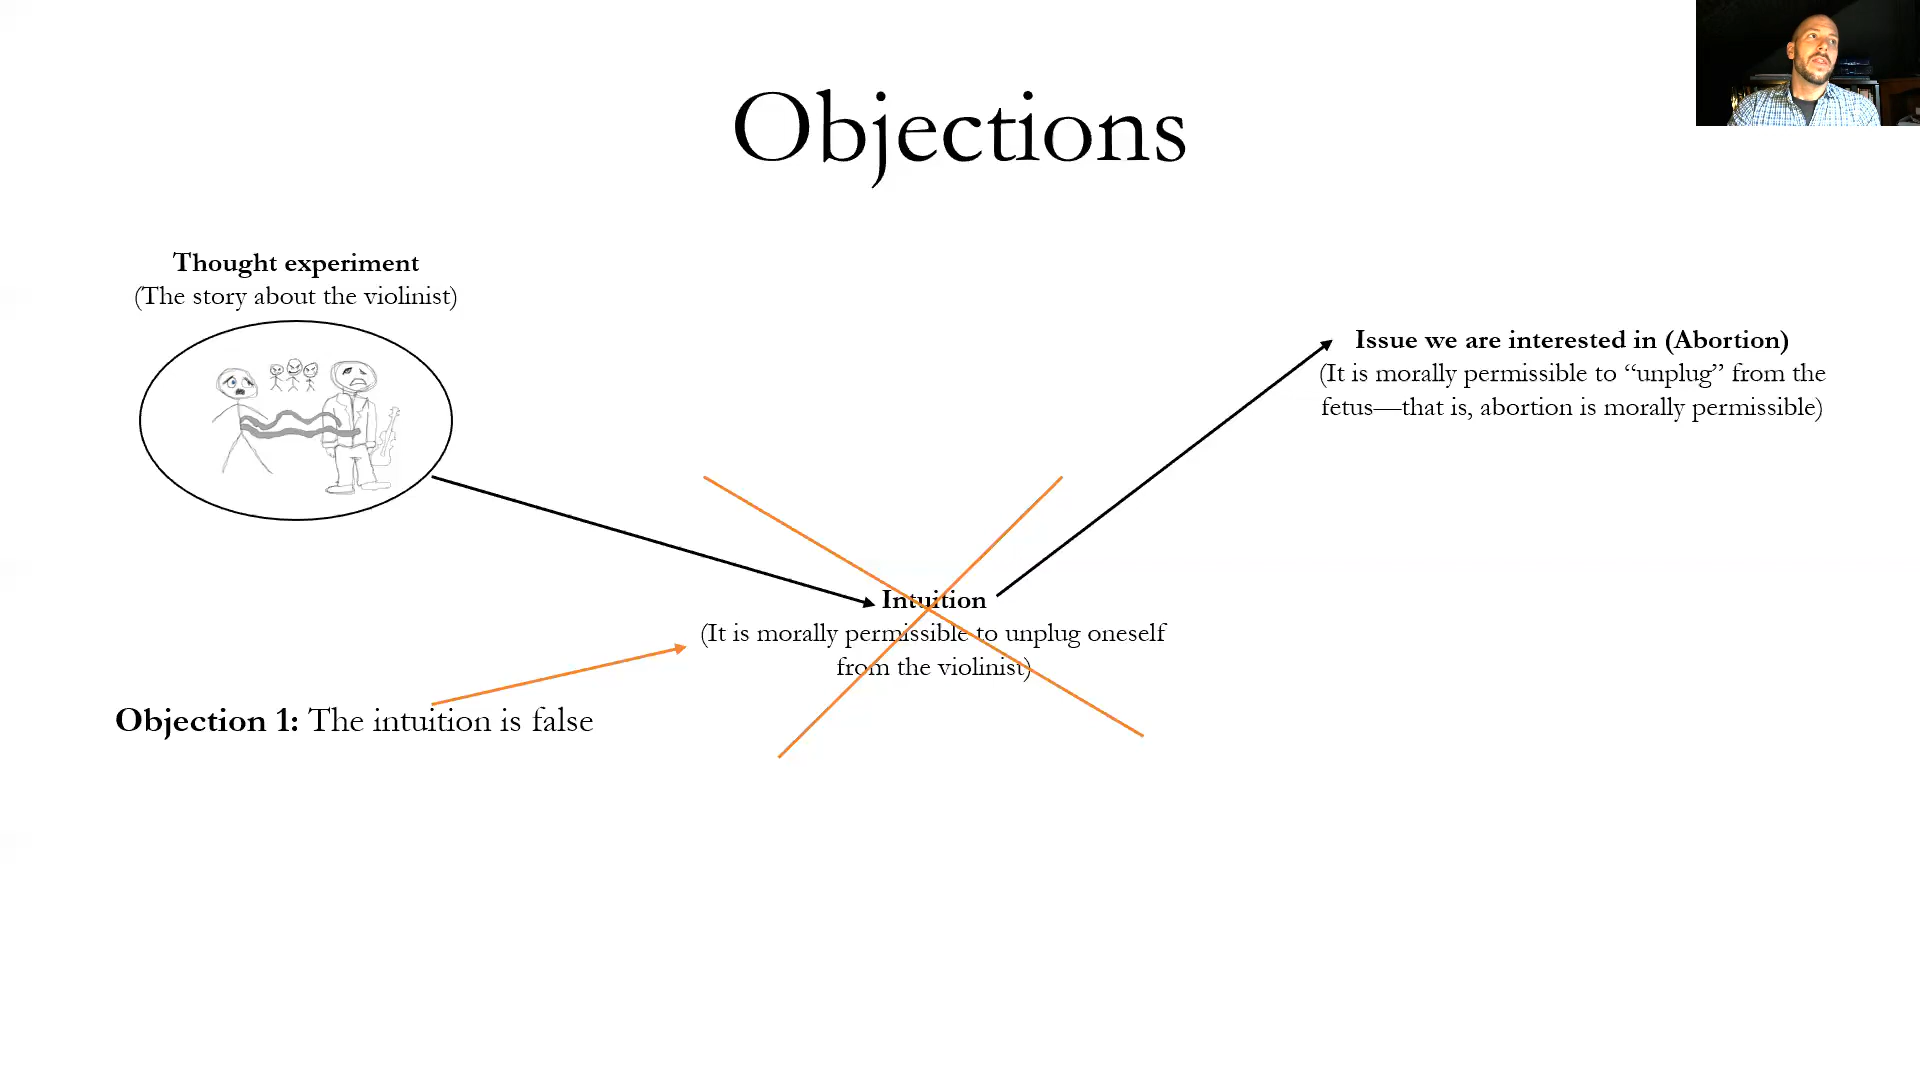 Objections
Thought experiment
(The story about the violinist)
Issue we are interested in (Abortion)
(It is morally permissible to “unplug” from the
fetus—that is, abortion is morally permissible)
Intuition
(It is morally permissible to unplug oneself
from the violinist)
Objection 1: The intuition is false